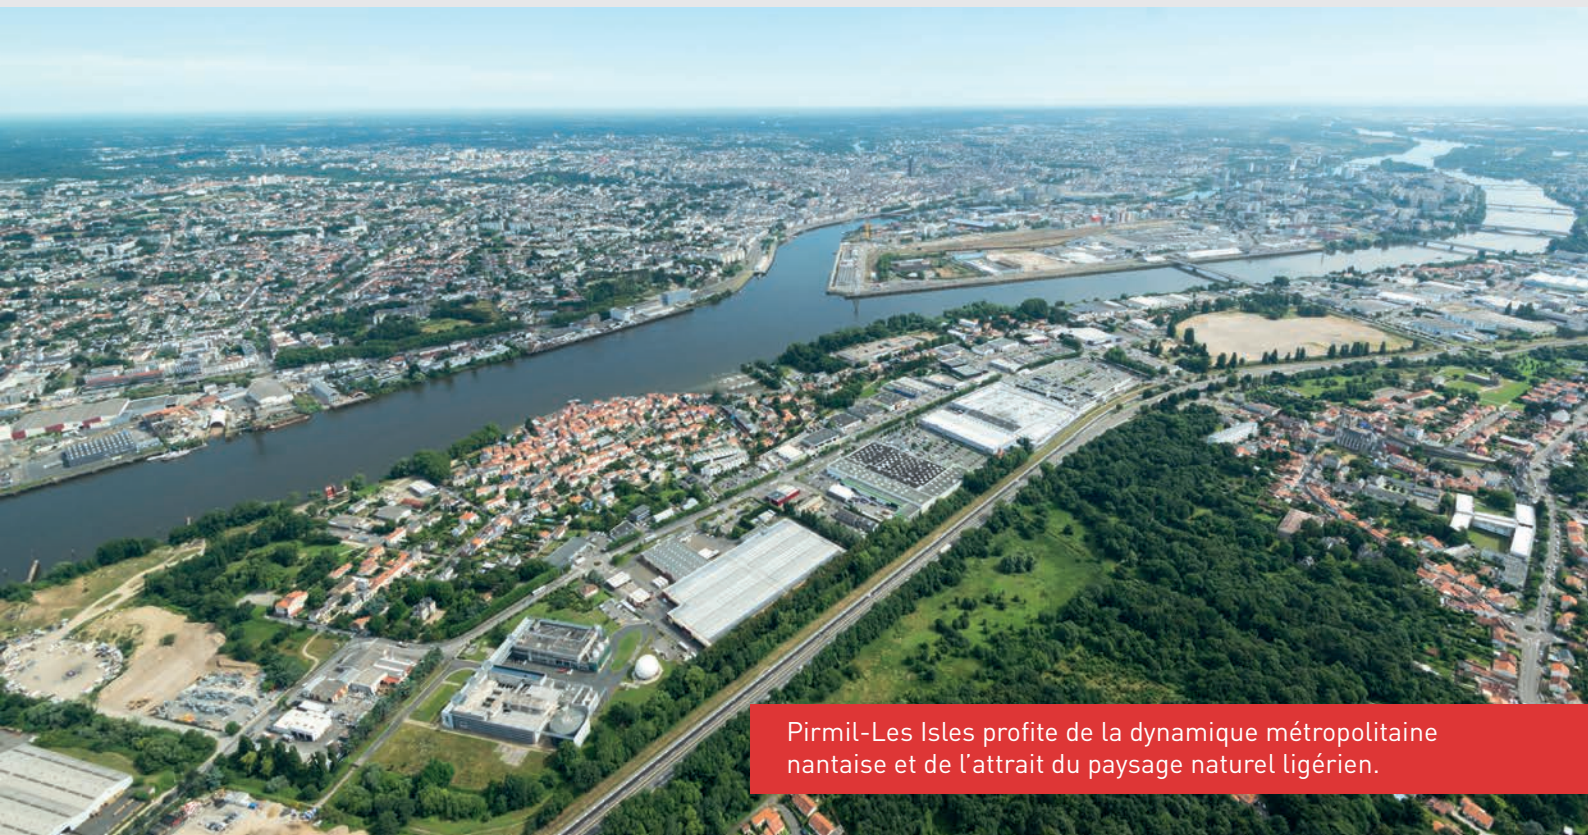 Pirmil-Les Isles profite de la dynamique métropolitaine
nantaise et de l’attrait du paysage naturel ligérien.